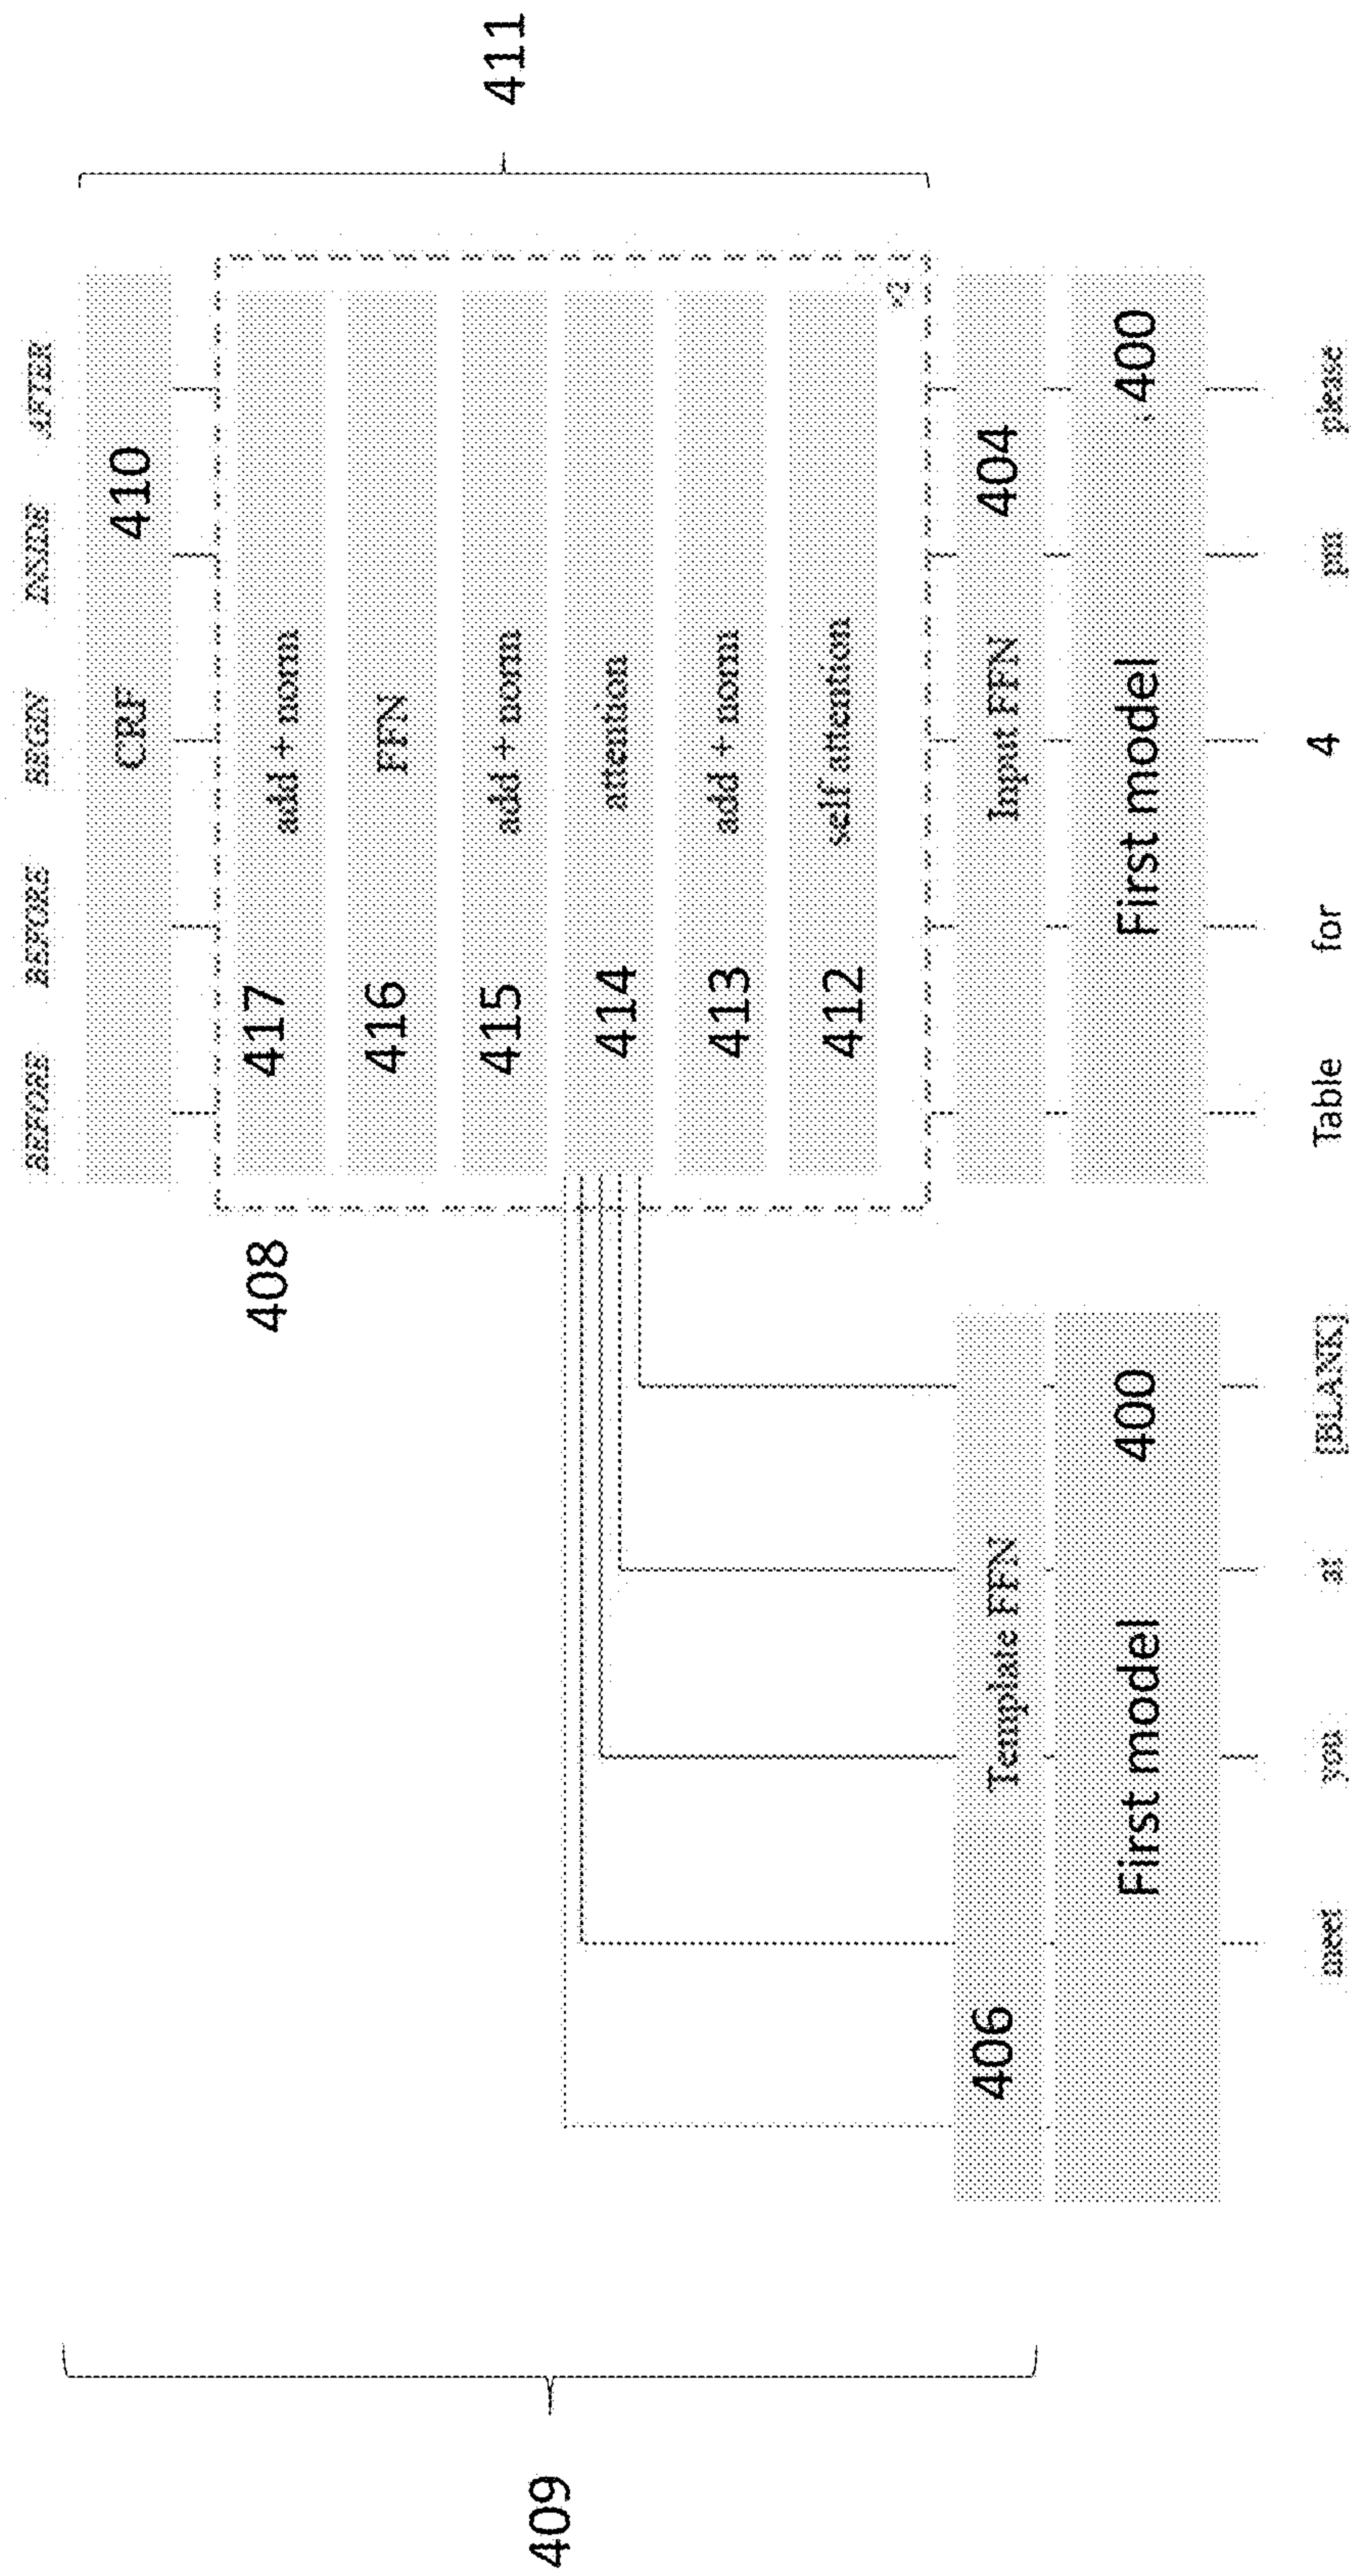 BEFORE BEFORE BEGIN INSIDE AFTER
CRF 410
408
417 add + norm
416 FFN
415 add + norm
414 attention
413 add + norm
412 self attention
x2
411
409
406 Template FFN
Input FFN 404
First model 400
First model 400
meet you at [BLANK]
Table for 4 pm please